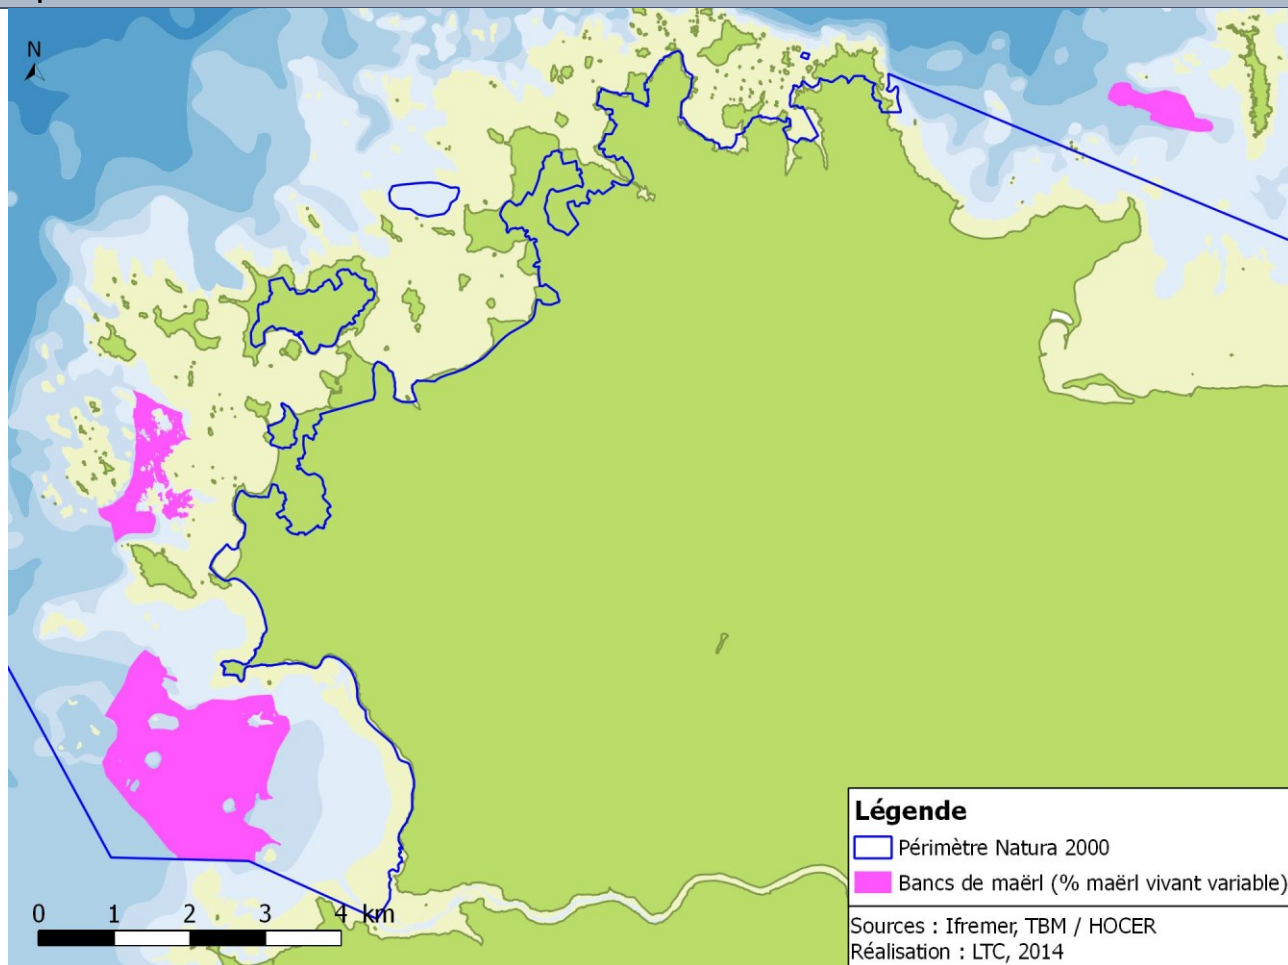 N
Légende
Périmètre Natura 2000
Bancs de maërl (% maërl vivant variable)
0 1 2 3 4 km
Sources : Ifremer, TBM / HOCER
Réalisation : LTC, 2014